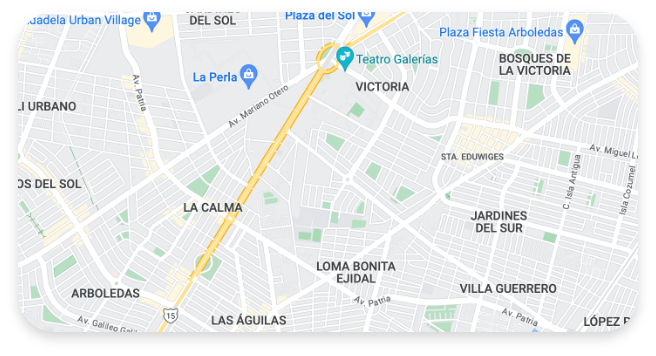 uadela Urban Village
DEL SOL
Plaza del Sol
Plaza Fiesta Arboledas
Teatro Galerías
BOSQUES DE
LA VICTORIA
La Perla
VICTORIA
Av. Patria
Av. Mariano Otero
LI URBANO
STA. EDUWIGES
Av. Miguel L
C. Isla Antigua
Isla Cozumel
OS DEL SOL
LA CALMA
JARDINES
DEL SUR
LOMA BONITA
EJIDAL
ARBOLEDAS
VILLA GUERRERO
Av. Patria
Av. Patria
Av. Galileo Gali
15
LAS ÁGUILAS
LÓPEZ P